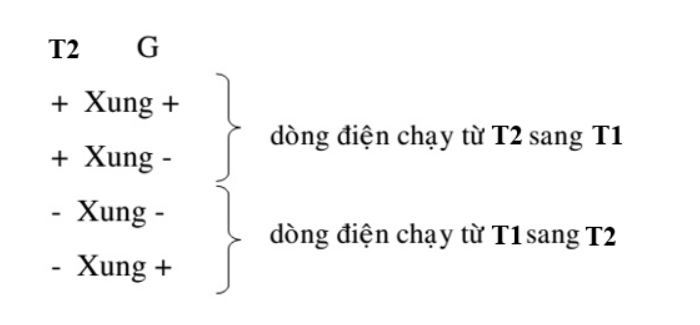 T2 G
+ Xung +
+ Xung -
dòng điện chạy từ T2 sang T1
- Xung -
- Xung +
dòng điện chạy từ T1 sang T2